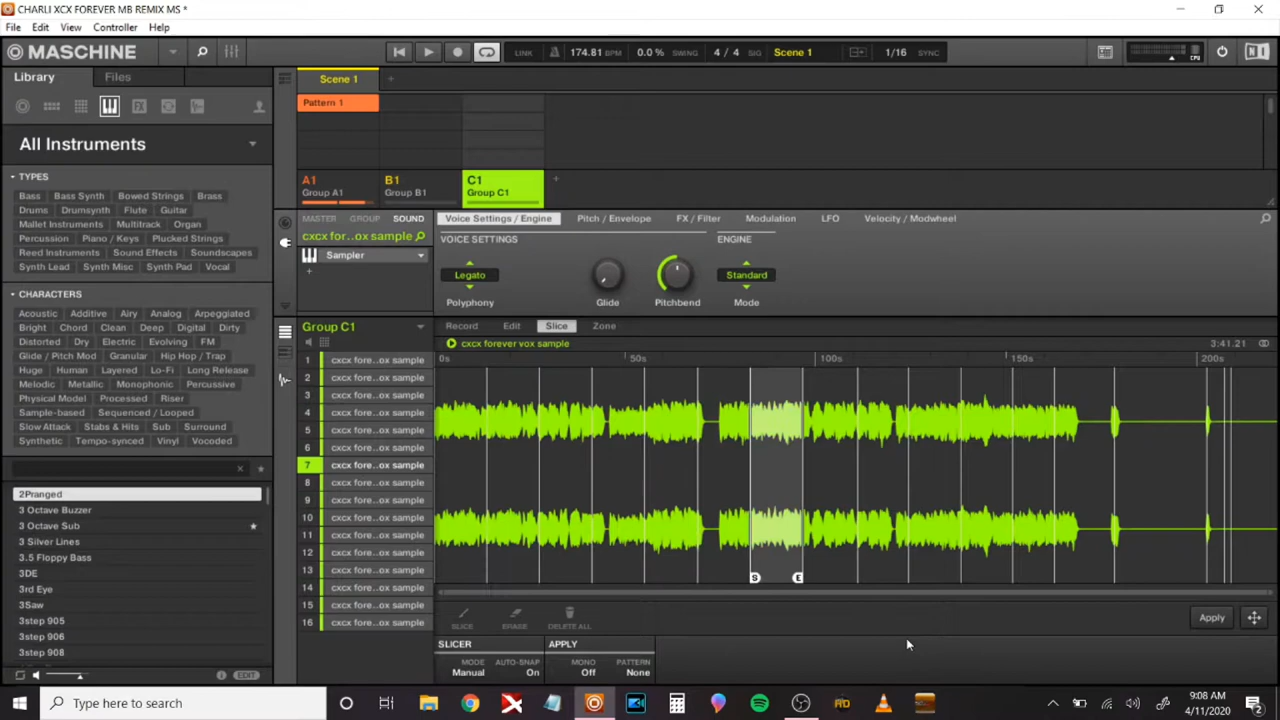 CHARLI XCX FOREVER MB REMIX MS *
File Edit View Controller Help
MASCHINE LINK 174.81 BPM 0.0 % SWING 4 / 4 SIG Scene 1 1/16 SYNC CPU
Library Files
Scene 1 +
Pattern 1
All Instruments
TYPES
Bass Bass Synth Bowed Strings Brass
Drums Drumsynth Flute Guitar
Mallet Instruments Multitrack Organ
Percussion Piano / Keys Plucked Strings
Reed Instruments Sound Effects Soundscapes
Synth Lead Synth Misc Synth Pad Vocal
CHARACTERS
Acoustic Additive Airy Analog Arpeggiated
Bright Chord Clean Deep Digital Dirty
Distorted Dry Electric Evolving FM
Glide / Pitch Mod Granular Hip Hop / Trap
Huge Human Layered Lo-Fi Long Release
Melodic Metallic Monophonic Percussive
Physical Model Processed Riser
Sample-based Sequenced / Looped
Slow Attack Stabs & Hits Sub Surround
Synthetic Tempo-synced Vinyl Vocoded
2Pranged
3 Octave Buzzer
3 Octave Sub
3 Silver Lines
3.5 Floppy Bass
3DE
3rd Eye
3Saw
3step 905
3step 906
3step 908
EDIT
A1 B1 C1 +
Group A1 Group B1 Group C1
MASTER GROUP SOUND
cxcx for..ox sample
Sampler
+
Voice Settings / Engine Pitch / Envelope FX / Filter Modulation LFO Velocity / Modwheel
VOICE SETTINGS ENGINE
Legato Standard
Polyphony Glide Pitchbend Mode
Group C1
Record Edit Slice Zone
cxcx forever vox sample 3:41.21
0s 50s 100s 150s 200s
1 cxcx fore..ox sample
2 cxcx fore..ox sample
3 cxcx fore..ox sample
4 cxcx fore..ox sample
5 cxcx fore..ox sample
6 cxcx fore..ox sample
7 cxcx fore..ox sample
8 cxcx fore..ox sample
9 cxcx fore..ox sample
10 cxcx fore..ox sample
11 cxcx fore..ox sample
12 cxcx fore..ox sample
13 cxcx fore..ox sample
14 cxcx fore..ox sample
15 cxcx fore..ox sample
16 cxcx fore..ox sample
S E
SLICE ERASE DELETE ALL Apply
SLICER APPLY
MODE AUTO-SNAP MONO PATTERN
Manual On Off None
Type here to search
9:08 AM
4/11/2020
2